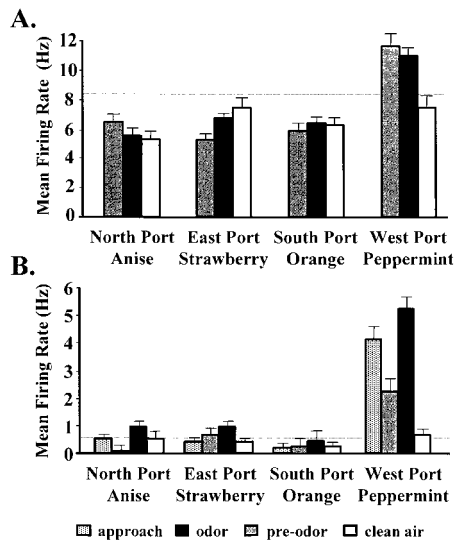 A.
Mean Firing Rate (Hz)
12
10
8
6
4
2
0
North Port East Port South Port West Port
Anise Strawberry Orange Peppermint
B.
Mean Firing Rate (Hz)
6
5
4
3
2
1
0
North Port East Port South Port West Port
Anise Strawberry Orange Peppermint
approach odor pre-odor clean air